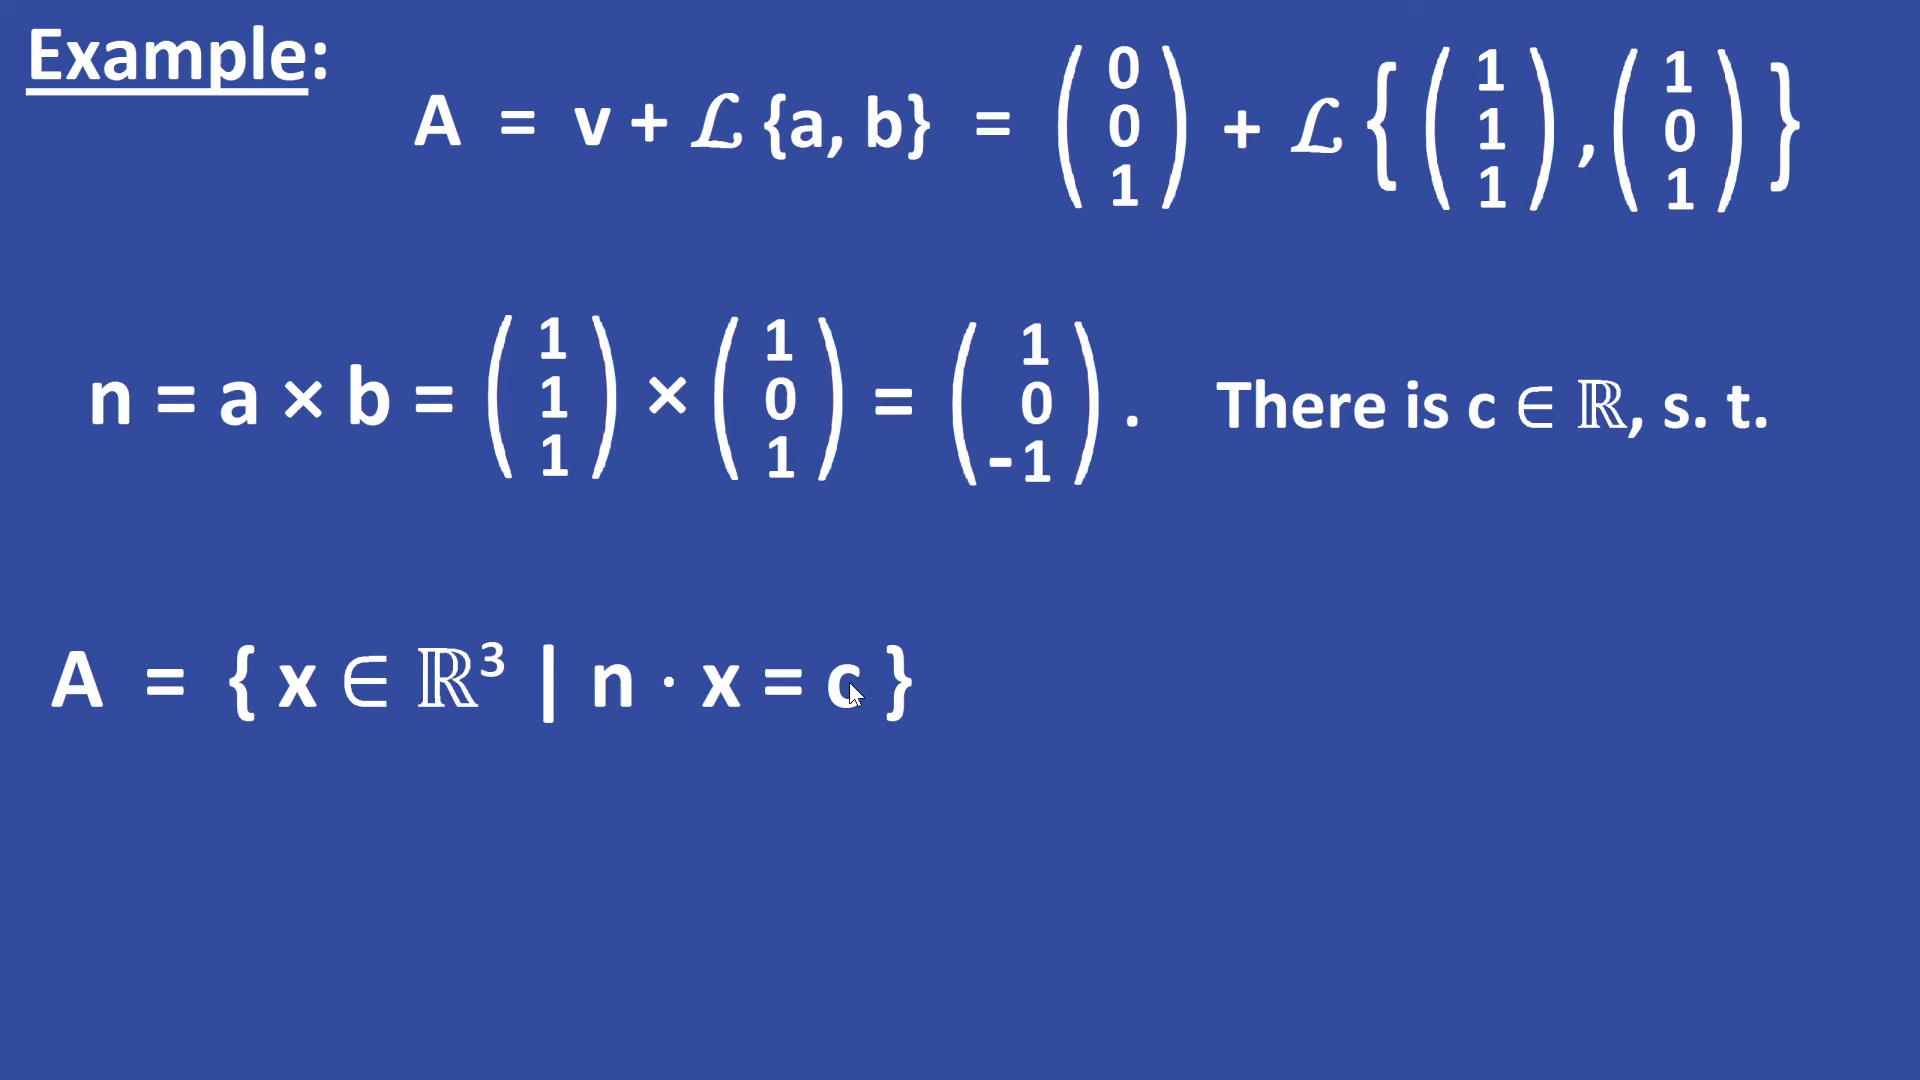 Example:
A = v + ℒ {a, b} = (0 0 1) + ℒ { (1 1 1) , (1 0 1) }
n = a × b = (1 1 1) × (1 0 1) = (1 0 -1) . There is c ∈ ℝ, s. t.
A = { x ∈ ℝ³ | n · x = c }